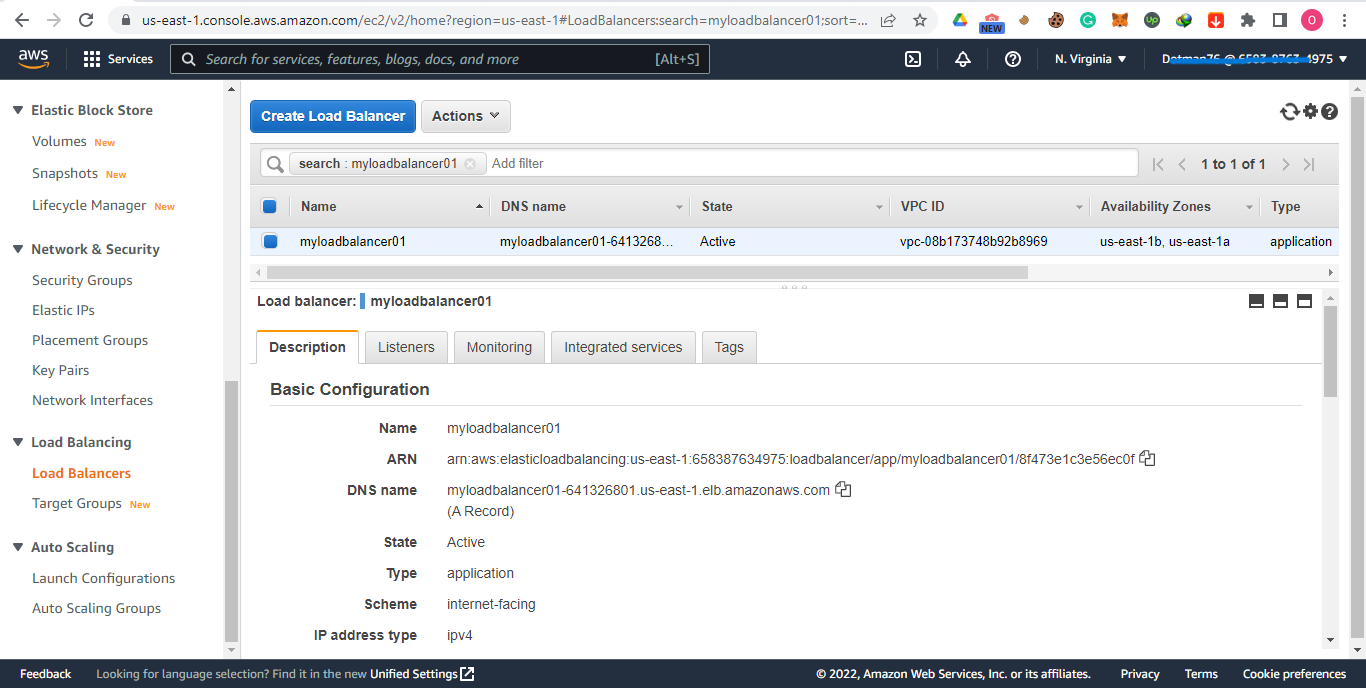 us-east-1.console.aws.amazon.com/ec2/v2/home?region=us-east-1#LoadBalancers:search=myloadbalancer01;sort=...
NEW
Up
O
aws
Services
Search for services, features, blogs, docs, and more [Alt+S]
N. Virginia
4975
Elastic Block Store
Volumes New
Snapshots New
Lifecycle Manager New
Network & Security
Security Groups
Elastic IPs
Placement Groups
Key Pairs
Network Interfaces
Load Balancing
Load Balancers
Target Groups New
Auto Scaling
Launch Configurations
Auto Scaling Groups
Create Load Balancer Actions
search : myloadbalancer01 Add filter 1 to 1 of 1
Name DNS name State VPC ID Availability Zones Type
myloadbalancer01 myloadbalancer01-6413268... Active vpc-08b173748b92b8969 us-east-1b, us-east-1a application
Load balancer: myloadbalancer01
Description Listeners Monitoring Integrated services Tags
Basic Configuration
Name myloadbalancer01
ARN arn:aws:elasticloadbalancing:us-east-1:658387634975:loadbalancer/app/myloadbalancer01/8f473e1c3e56ec0f
DNS name myloadbalancer01-641326801.us-east-1.elb.amazonaws.com
(A Record)
State Active
Type application
Scheme internet-facing
IP address type ipv4
Feedback Looking for language selection? Find it in the new Unified Settings © 2022, Amazon Web Services, Inc. or its affiliates. Privacy Terms Cookie preferences